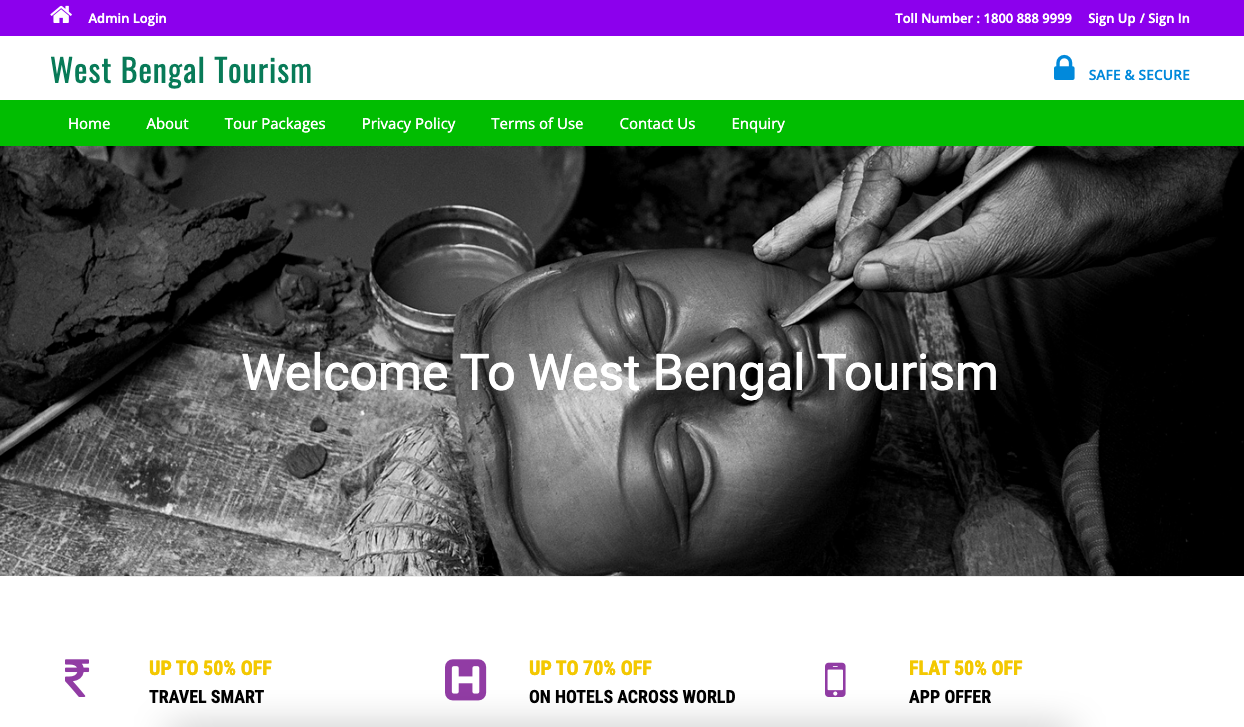 Admin Login
Toll Number : 1800 888 9999 Sign Up / Sign In
West Bengal Tourism
SAFE & SECURE
Home About Tour Packages Privacy Policy Terms of Use Contact Us Enquiry
Welcome To West Bengal Tourism
UP TO 50% OFF
TRAVEL SMART
UP TO 70% OFF
ON HOTELS ACROSS WORLD
FLAT 50% OFF
APP OFFER